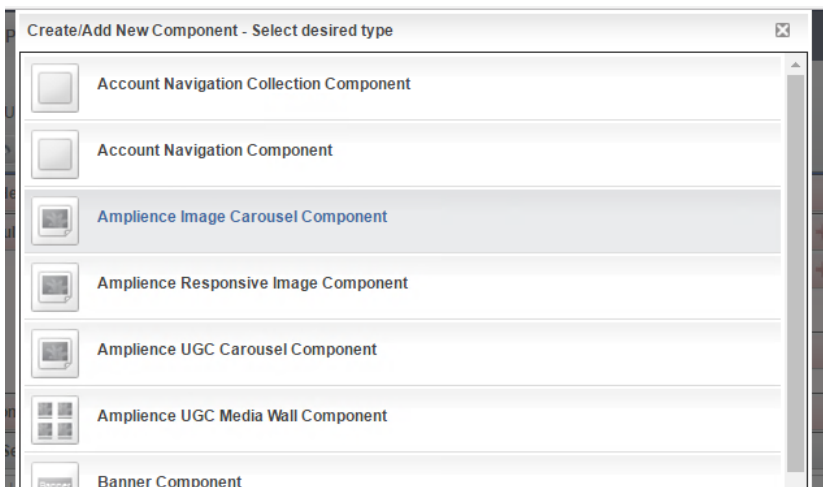 Create/Add New Component - Select desired type
Account Navigation Collection Component
Account Navigation Component
Amplience Image Carousel Component
Amplience Responsive Image Component
Amplience UGC Carousel Component
Amplience UGC Media Wall Component
Banner Component